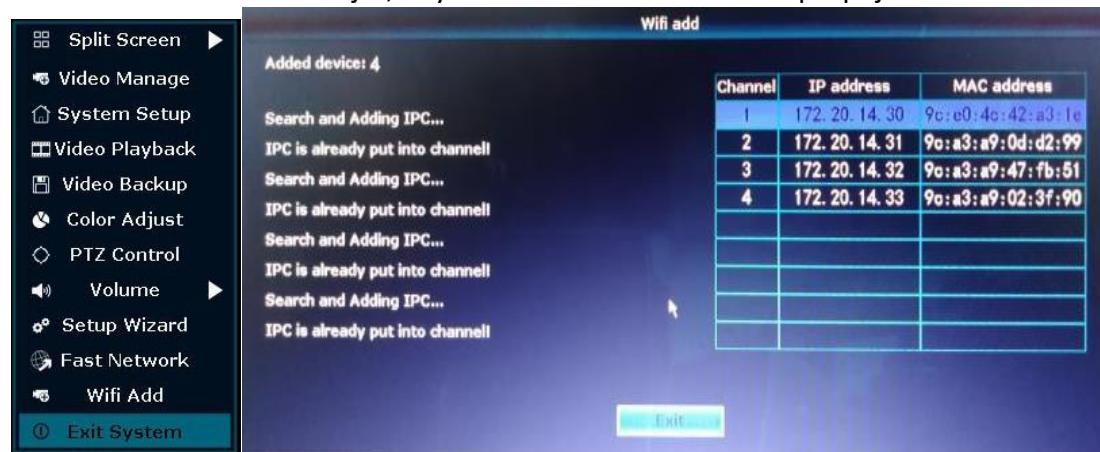 Split Screen
Video Manage
System Setup
Video Playback
Video Backup
Color Adjust
PTZ Control
Volume
Setup Wizard
Fast Network
Wifi Add
Exit System
Wifi add
Added device: 4
Search and Adding IPC...
IPC is already put into channel!
Search and Adding IPC...
IPC is already put into channel!
Search and Adding IPC...
IPC is already put into channel!
Search and Adding IPC...
IPC is already put into channel!
Channel IP address MAC address
1 172.20.14.30 9c:e0:4c:42:a3:1e
2 172.20.14.31 9c:a3:a9:0d:d2:99
3 172.20.14.32 9c:a3:a9:47:fb:51
4 172.20.14.33 9c:a3:a9:02:3f:90
Exit